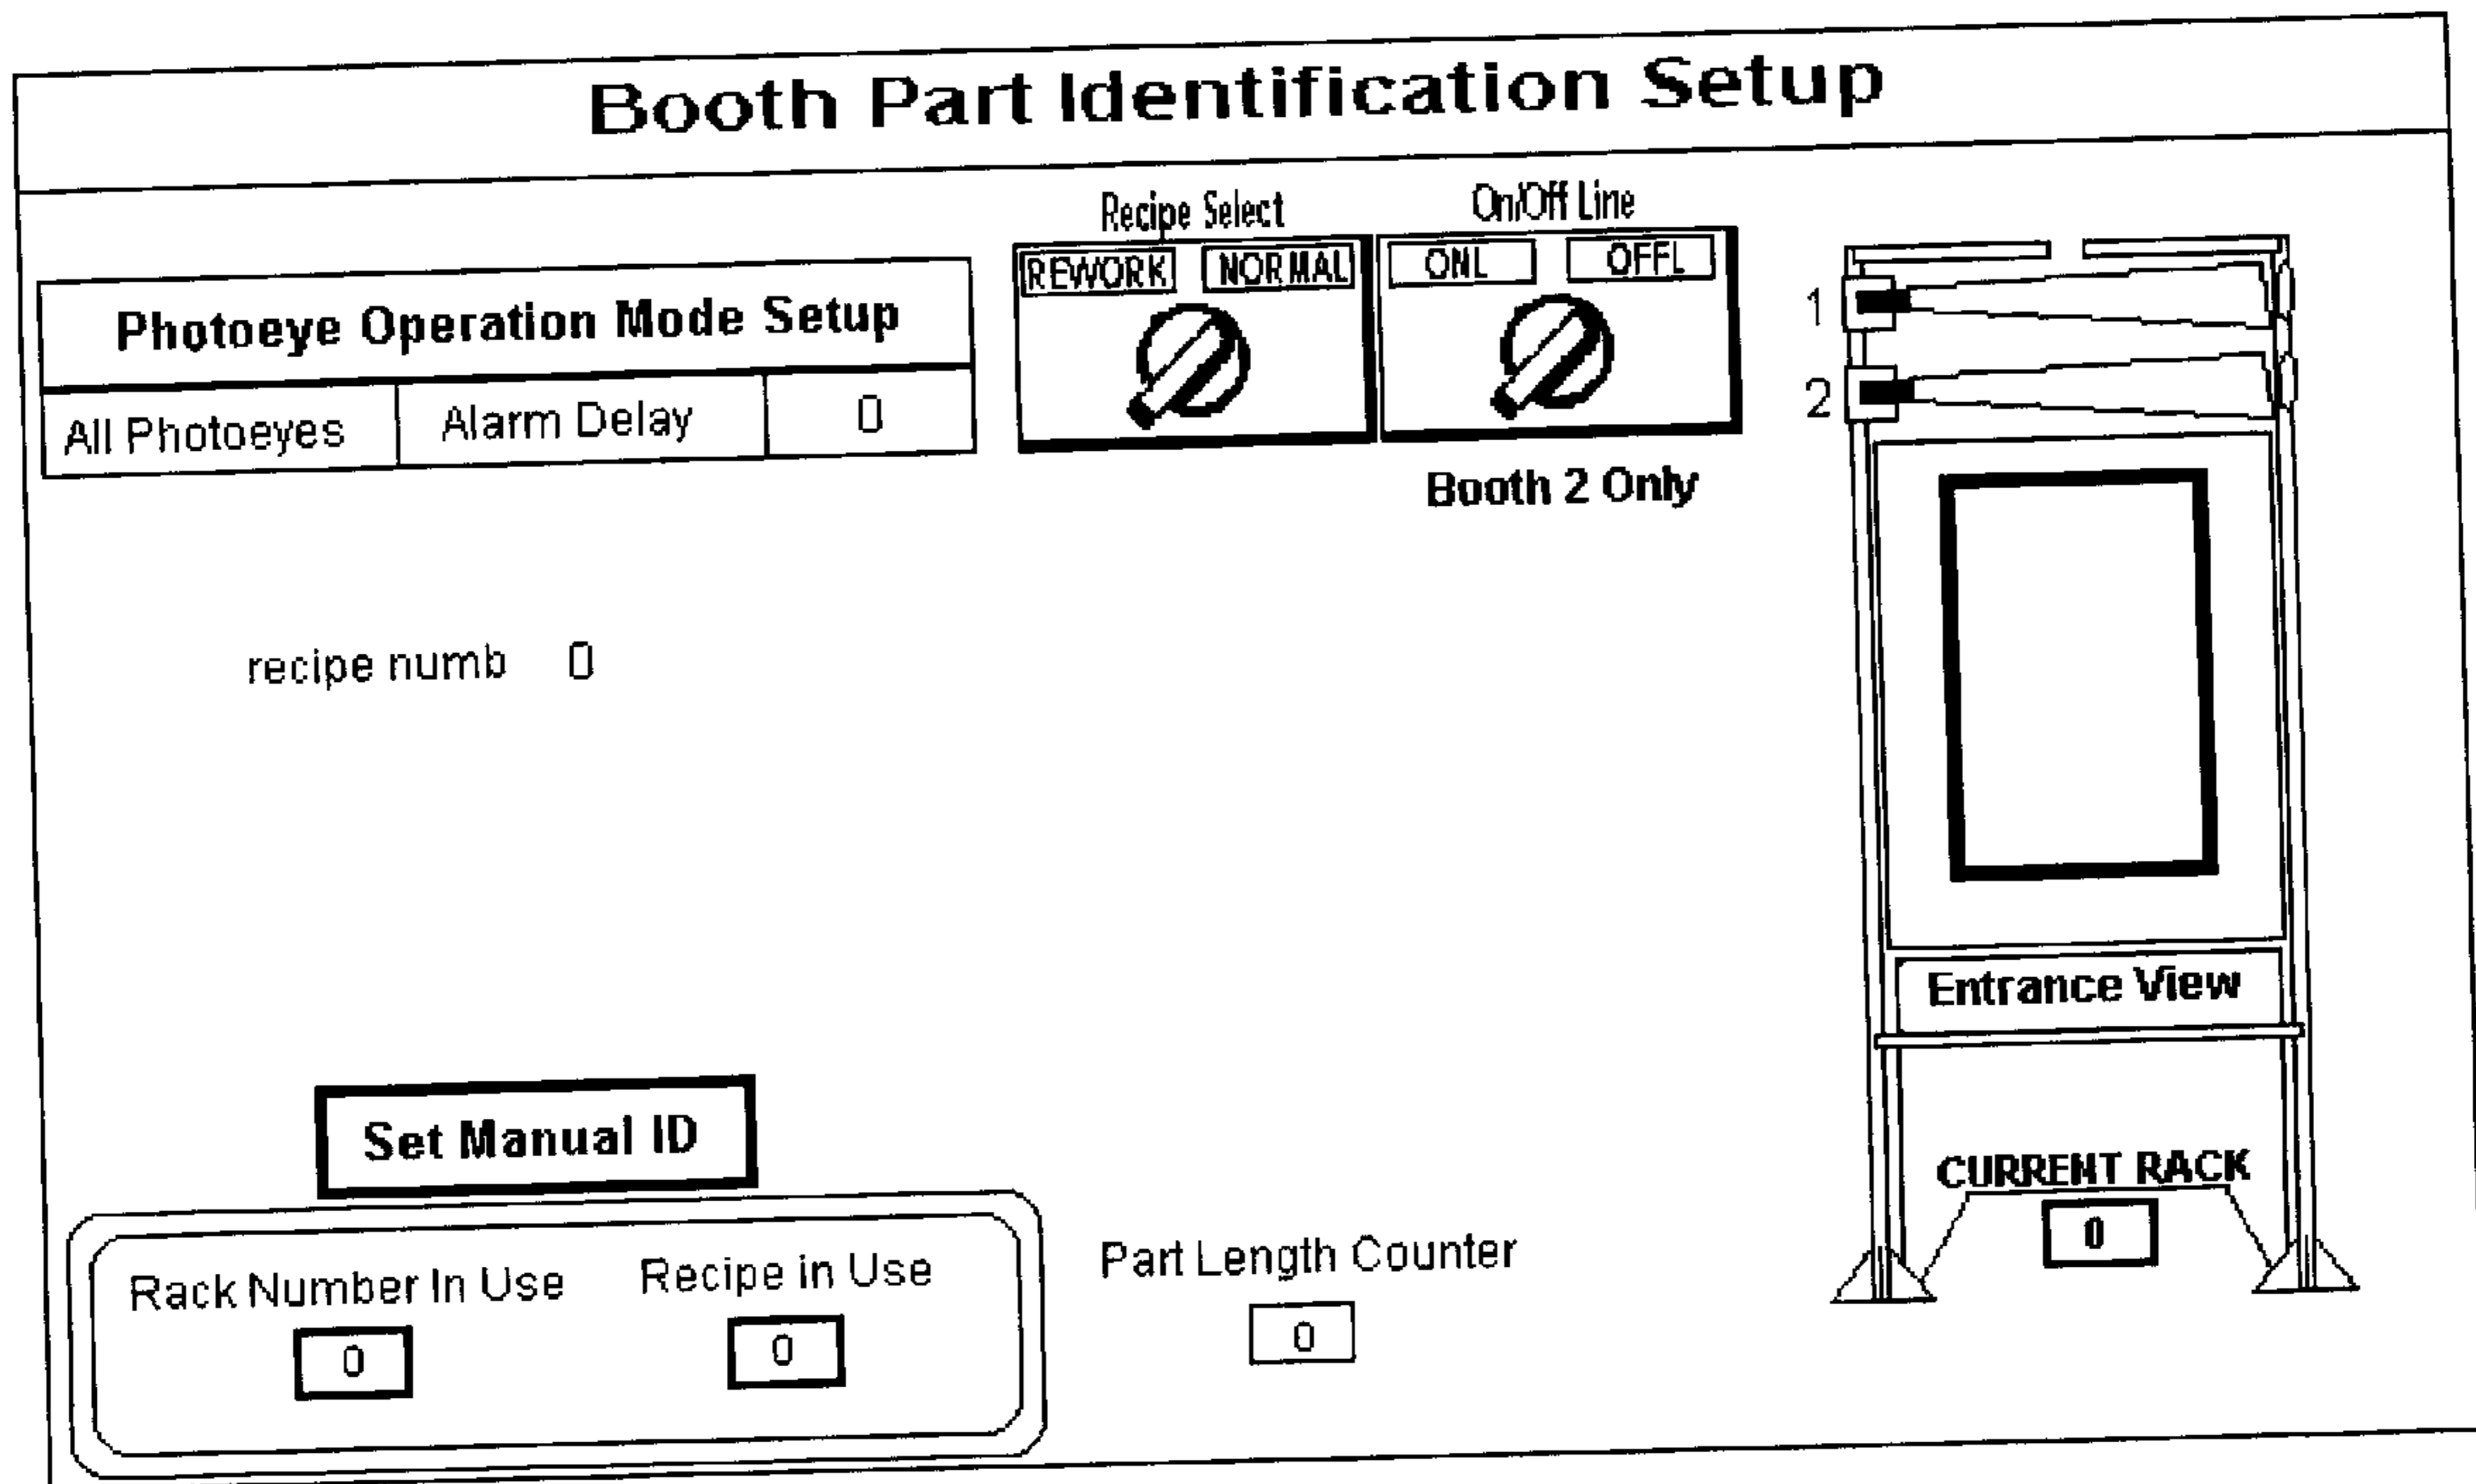 Booth Part Identification Setup
Recipe Select
On/Off Line
REWORK
NORMAL
ONL
OFFL
Photoeye Operation Mode Setup
All Photoeyes
Alarm Delay
0
1
2
Booth 2 Only
recipe numb 0
Entrance View
Set Manual ID
CURRENT RACK
0
Rack Number In Use
Recipe in Use
Part Length Counter
0
0
0